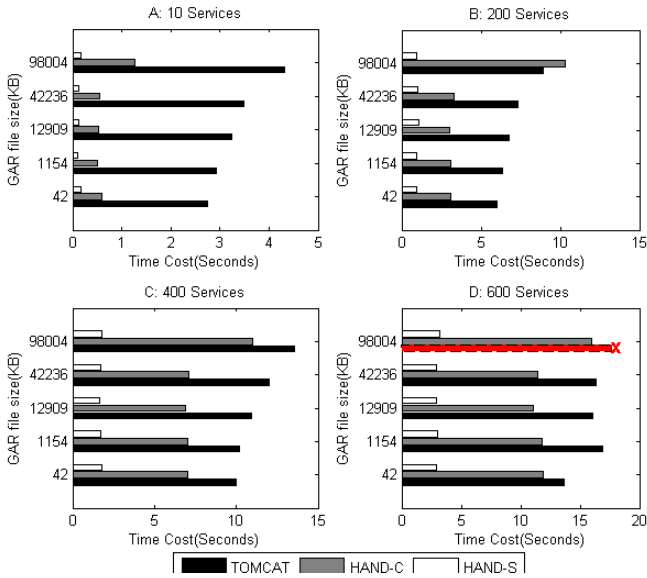 A: 10 Services
GAR file size(KB)
98004
42236
12909
1154
42
0 1 2 3 4 5
Time Cost(Seconds)
B: 200 Services
GAR file size(KB)
98004
42236
12909
1154
42
0 5 10 15
Time Cost(Seconds)
C: 400 Services
GAR file size(KB)
98004
42236
12909
1154
42
0 5 10 15
Time Cost(Seconds)
D: 600 Services
GAR file size(KB)
98004
42236
12909
1154
42
X
0 5 10 15 20
Time Cost(Seconds)
TOMCAT HAND-C HAND-S